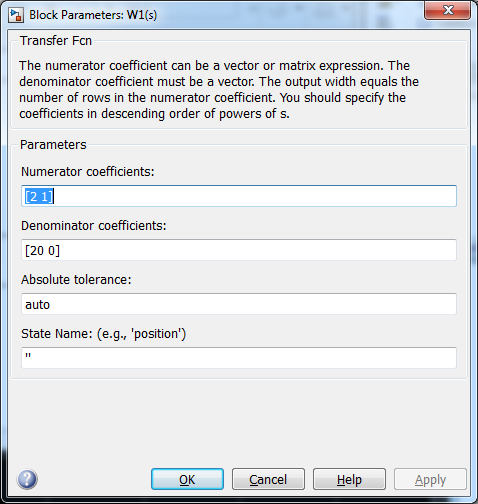 Block Parameters: W1(s)
Transfer Fcn
The numerator coefficient can be a vector or matrix expression. The
denominator coefficient must be a vector. The output width equals the
number of rows in the numerator coefficient. You should specify the
coefficients in descending order of powers of s.
Parameters
Numerator coefficients:
[2 1]
Denominator coefficients:
[20 0]
Absolute tolerance:
auto
State Name: (e.g., 'position')
''
OK Cancel Help Apply